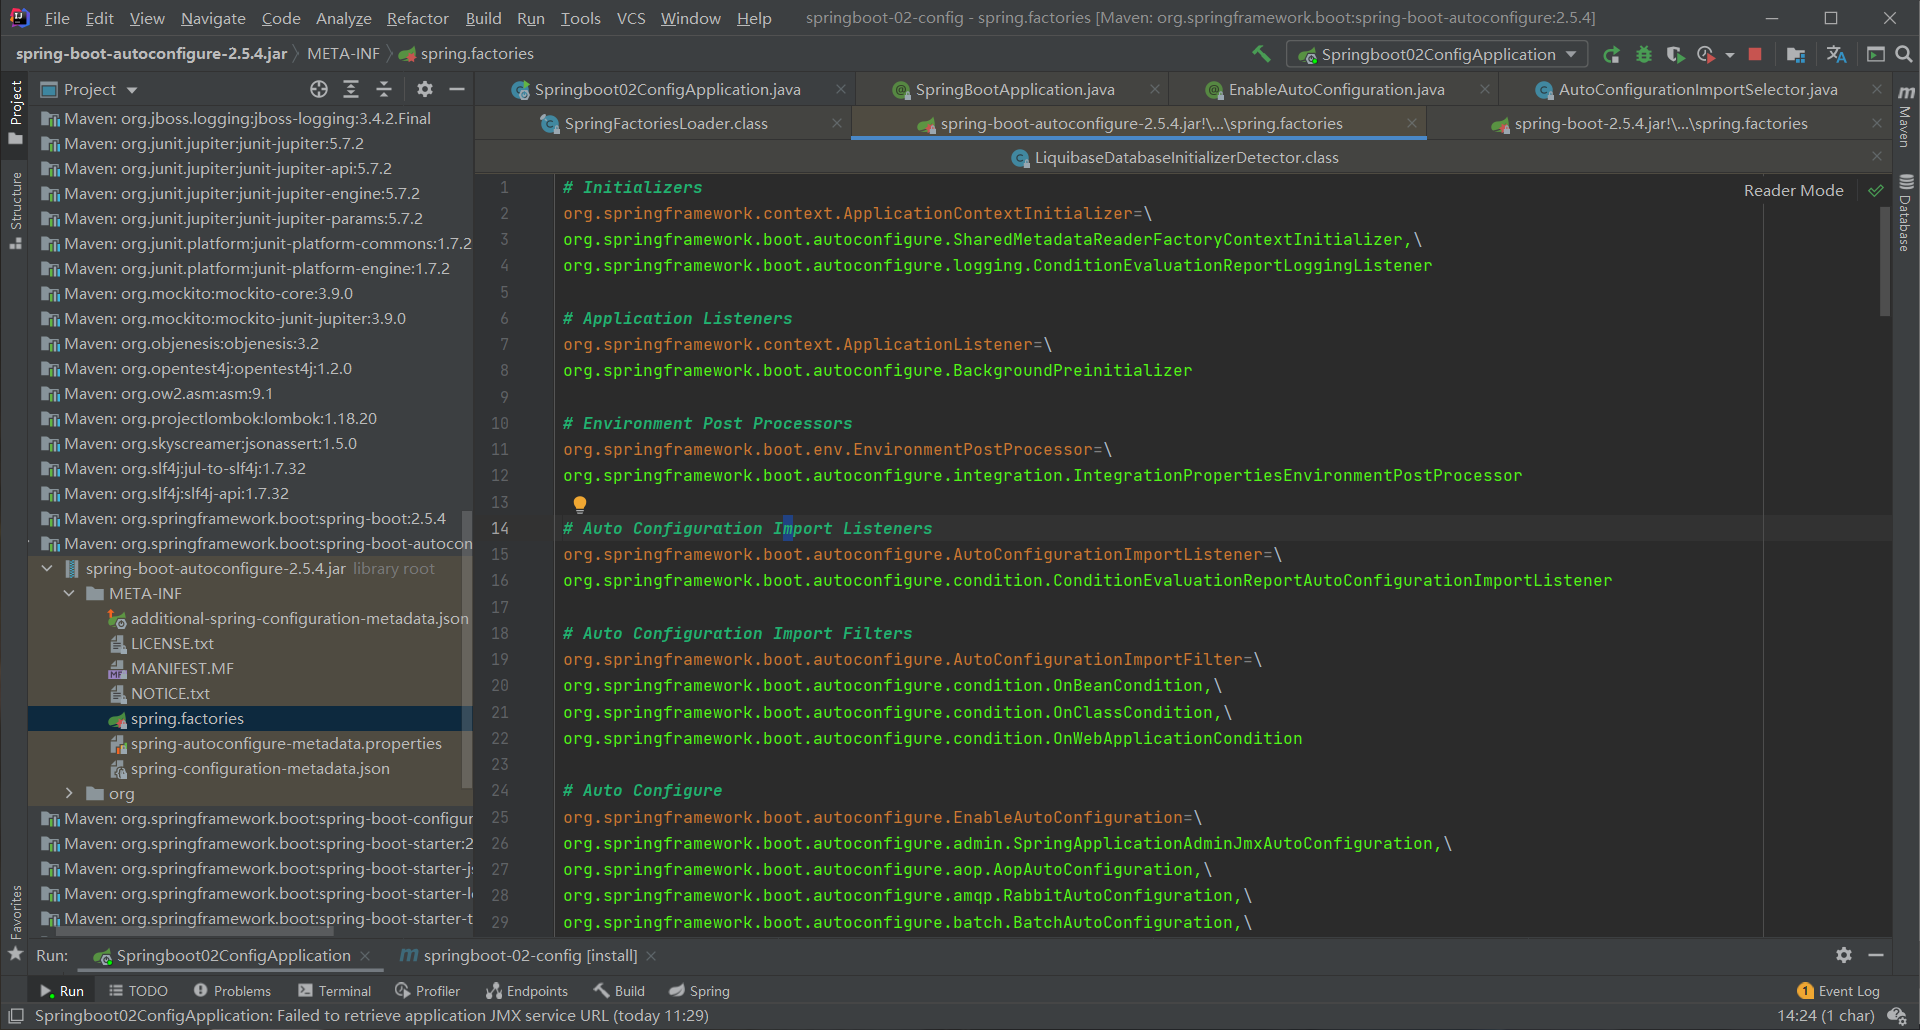 File Edit View Navigate Code Analyze Refactor Build Run Tools VCS Window Help springboot-02-config - spring.factories [Maven: org.springframework.boot:spring-boot-autoconfigure:2.5.4]
spring-boot-autoconfigure-2.5.4.jar META-INF spring.factories Springboot02ConfigApplication
Project
Structure
Favorites
Project
Maven: org.jboss.logging:jboss-logging:3.4.2.Final
Maven: org.junit.jupiter:junit-jupiter:5.7.2
Maven: org.junit.jupiter:junit-jupiter-api:5.7.2
Maven: org.junit.jupiter:junit-jupiter-engine:5.7.2
Maven: org.junit.jupiter:junit-jupiter-params:5.7.2
Maven: org.junit.platform:junit-platform-commons:1.7.2
Maven: org.junit.platform:junit-platform-engine:1.7.2
Maven: org.mockito:mockito-core:3.9.0
Maven: org.mockito:mockito-junit-jupiter:3.9.0
Maven: org.objenesis:objenesis:3.2
Maven: org.opentest4j:opentest4j:1.2.0
Maven: org.ow2.asm:asm:9.1
Maven: org.projectlombok:lombok:1.18.20
Maven: org.skyscreamer:jsonassert:1.5.0
Maven: org.slf4j:jul-to-slf4j:1.7.32
Maven: org.slf4j:slf4j-api:1.7.32
Maven: org.springframework.boot:spring-boot:2.5.4
Maven: org.springframework.boot:spring-boot-autocon
spring-boot-autoconfigure-2.5.4.jar library root
META-INF
additional-spring-configuration-metadata.json
LICENSE.txt
MANIFEST.MF
NOTICE.txt
spring.factories
spring-autoconfigure-metadata.properties
spring-configuration-metadata.json
org
Maven: org.springframework.boot:spring-boot-configur
Maven: org.springframework.boot:spring-boot-starter:2
Maven: org.springframework.boot:spring-boot-starter-j
Maven: org.springframework.boot:spring-boot-starter-l
Maven: org.springframework.boot:spring-boot-starter-t
Springboot02ConfigApplication.java SpringBootApplication.java EnableAutoConfiguration.java AutoConfigurationImportSelector.java
SpringFactoriesLoader.class spring-boot-autoconfigure-2.5.4.jar!\...\spring.factories spring-boot-2.5.4.jar!\...\spring.factories
LiquibaseDatabaseInitializerDetector.class
Reader Mode
1 # Initializers
2 org.springframework.context.ApplicationContextInitializer=\
3 org.springframework.boot.autoconfigure.SharedMetadataReaderFactoryContextInitializer,\
4 org.springframework.boot.autoconfigure.logging.ConditionEvaluationReportLoggingListener
5
6 # Application Listeners
7 org.springframework.context.ApplicationListener=\
8 org.springframework.boot.autoconfigure.BackgroundPreinitializer
9
10 # Environment Post Processors
11 org.springframework.boot.env.EnvironmentPostProcessor=\
12 org.springframework.boot.autoconfigure.integration.IntegrationPropertiesEnvironmentPostProcessor
13
14 # Auto Configuration Import Listeners
15 org.springframework.boot.autoconfigure.AutoConfigurationImportListener=\
16 org.springframework.boot.autoconfigure.condition.ConditionEvaluationReportAutoConfigurationImportListener
17
18 # Auto Configuration Import Filters
19 org.springframework.boot.autoconfigure.AutoConfigurationImportFilter=\
20 org.springframework.boot.autoconfigure.condition.OnBeanCondition,\
21 org.springframework.boot.autoconfigure.condition.OnClassCondition,\
22 org.springframework.boot.autoconfigure.condition.OnWebApplicationCondition
23
24 # Auto Configure
25 org.springframework.boot.autoconfigure.EnableAutoConfiguration=\
26 org.springframework.boot.autoconfigure.admin.SpringApplicationAdminJmxAutoConfiguration,\
27 org.springframework.boot.autoconfigure.aop.AopAutoConfiguration,\
28 org.springframework.boot.autoconfigure.amqp.RabbitAutoConfiguration,\
29 org.springframework.boot.autoconfigure.batch.BatchAutoConfiguration,\
Maven
Database
Run: Springboot02ConfigApplication springboot-02-config [install]
Run TODO Problems Terminal Profiler Endpoints Build Spring 1 Event Log
Springboot02ConfigApplication: Failed to retrieve application JMX service URL (today 11:29) 14:24 (1 char)